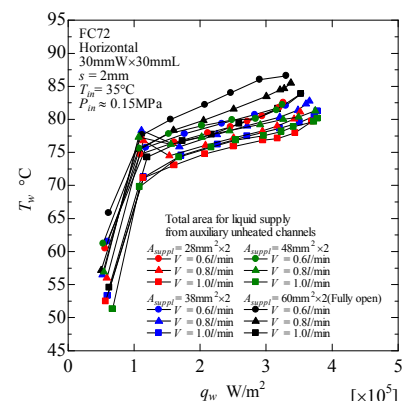 FC72
Horizontal
30mmW×30mmL
s = 2mm
T_in = 35°C
P_in ≈ 0.15MPa
90
85
80
75
70
65
60
55
50
45
T_w °C
Total area for liquid supply
from auxiliary unheated channels
A_suppl = 28mm²×2 A_suppl = 48mm²×2
V = 0.6l/min V = 0.6l/min
V = 0.8l/min V = 0.8l/min
V = 1.0l/min V = 1.0l/min
A_suppl = 38mm²×2 A_suppl = 60mm²×2(Fully open)
V = 0.6l/min V = 0.6l/min
V = 0.8l/min V = 0.8l/min
V = 1.0l/min V = 1.0l/min
0 1 2 3 4 5
q_w W/m² [×10⁵]